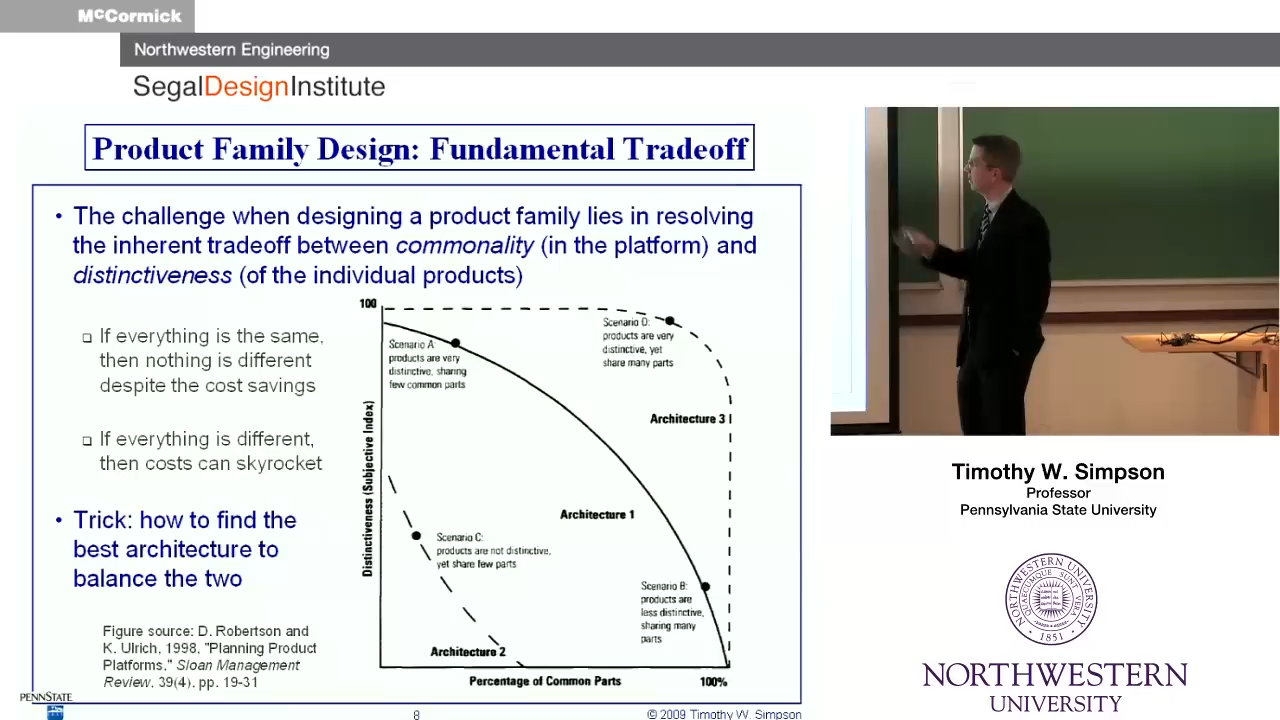 McCormick
Northwestern Engineering
SegalDesignInstitute
Product Family Design: Fundamental Tradeoff
• The challenge when designing a product family lies in resolving
the inherent tradeoff between commonality (in the platform) and
distinctiveness (of the individual products)
If everything is the same,
then nothing is different
despite the cost savings
If everything is different,
then costs can skyrocket
• Trick: how to find the
best architecture to
balance the two
Figure source: D. Robertson and
K. Ulrich, 1998, "Planning Product
Platforms," Sloan Management
Review, 39(4), pp. 19-31
100
Distinctiveness (Subjective Index)
Scenario A:
products are very
distinctive, sharing
few common parts
Scenario D:
products are very
distinctive, yet
share many parts
Architecture 3
Architecture 1
Scenario C:
products are not distinctive,
yet share few parts
Scenario B:
products are
less distinctive,
sharing many
parts
Architecture 2
Percentage of Common Parts
100%
PENNSTATE
8
© 2009 Timothy W. Simpson
Timothy W. Simpson
Professor
Pennsylvania State University
NORTHWESTERN UNIVERSITY
QUAECUMQUE SUNT VERA
1851
NORTHWESTERN
UNIVERSITY